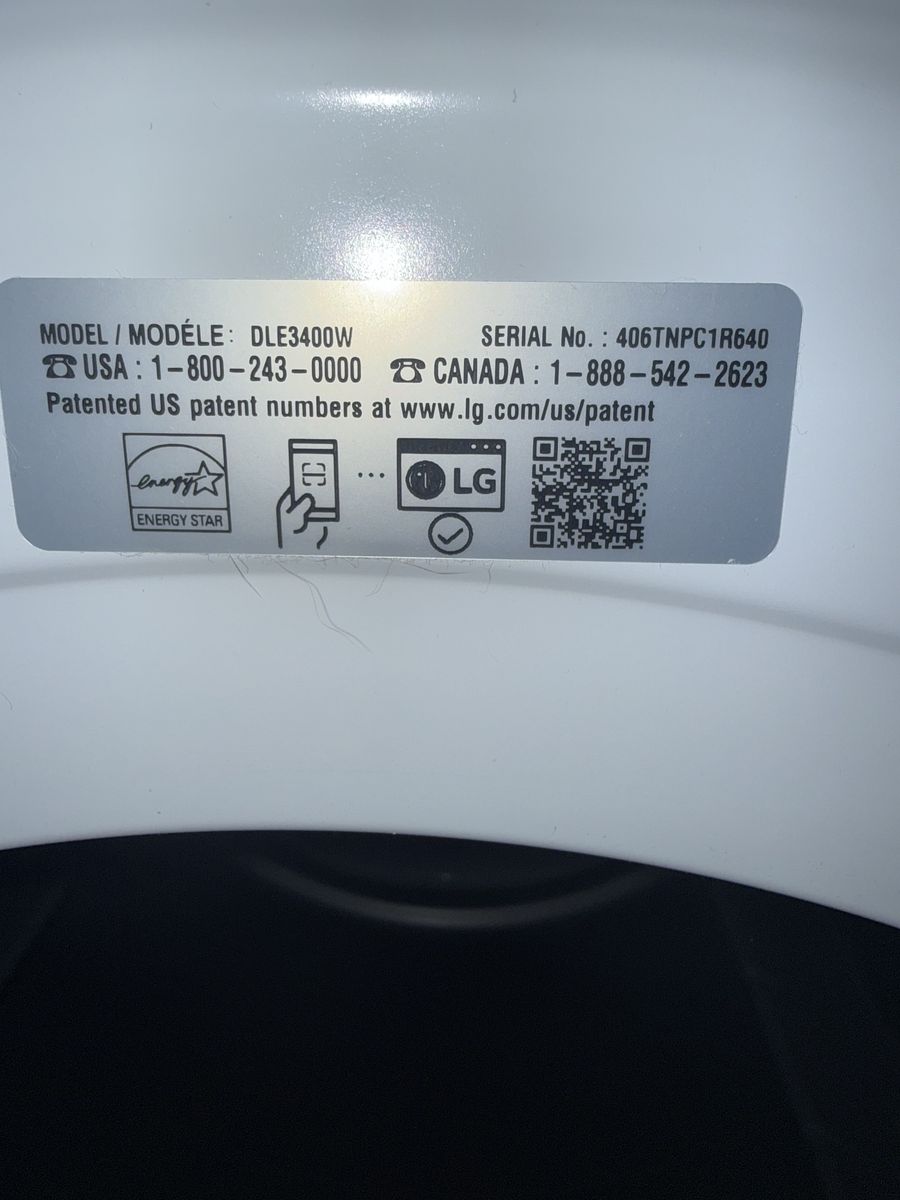 MODEL / MODÉLE: DLE3400W SERIAL No. : 406TNPC1R640
☎ USA : 1-800-243-0000 ☎ CANADA : 1-888-542-2623
Patented US patent numbers at www.lg.com/us/patent
energy
ENERGY STAR
LG